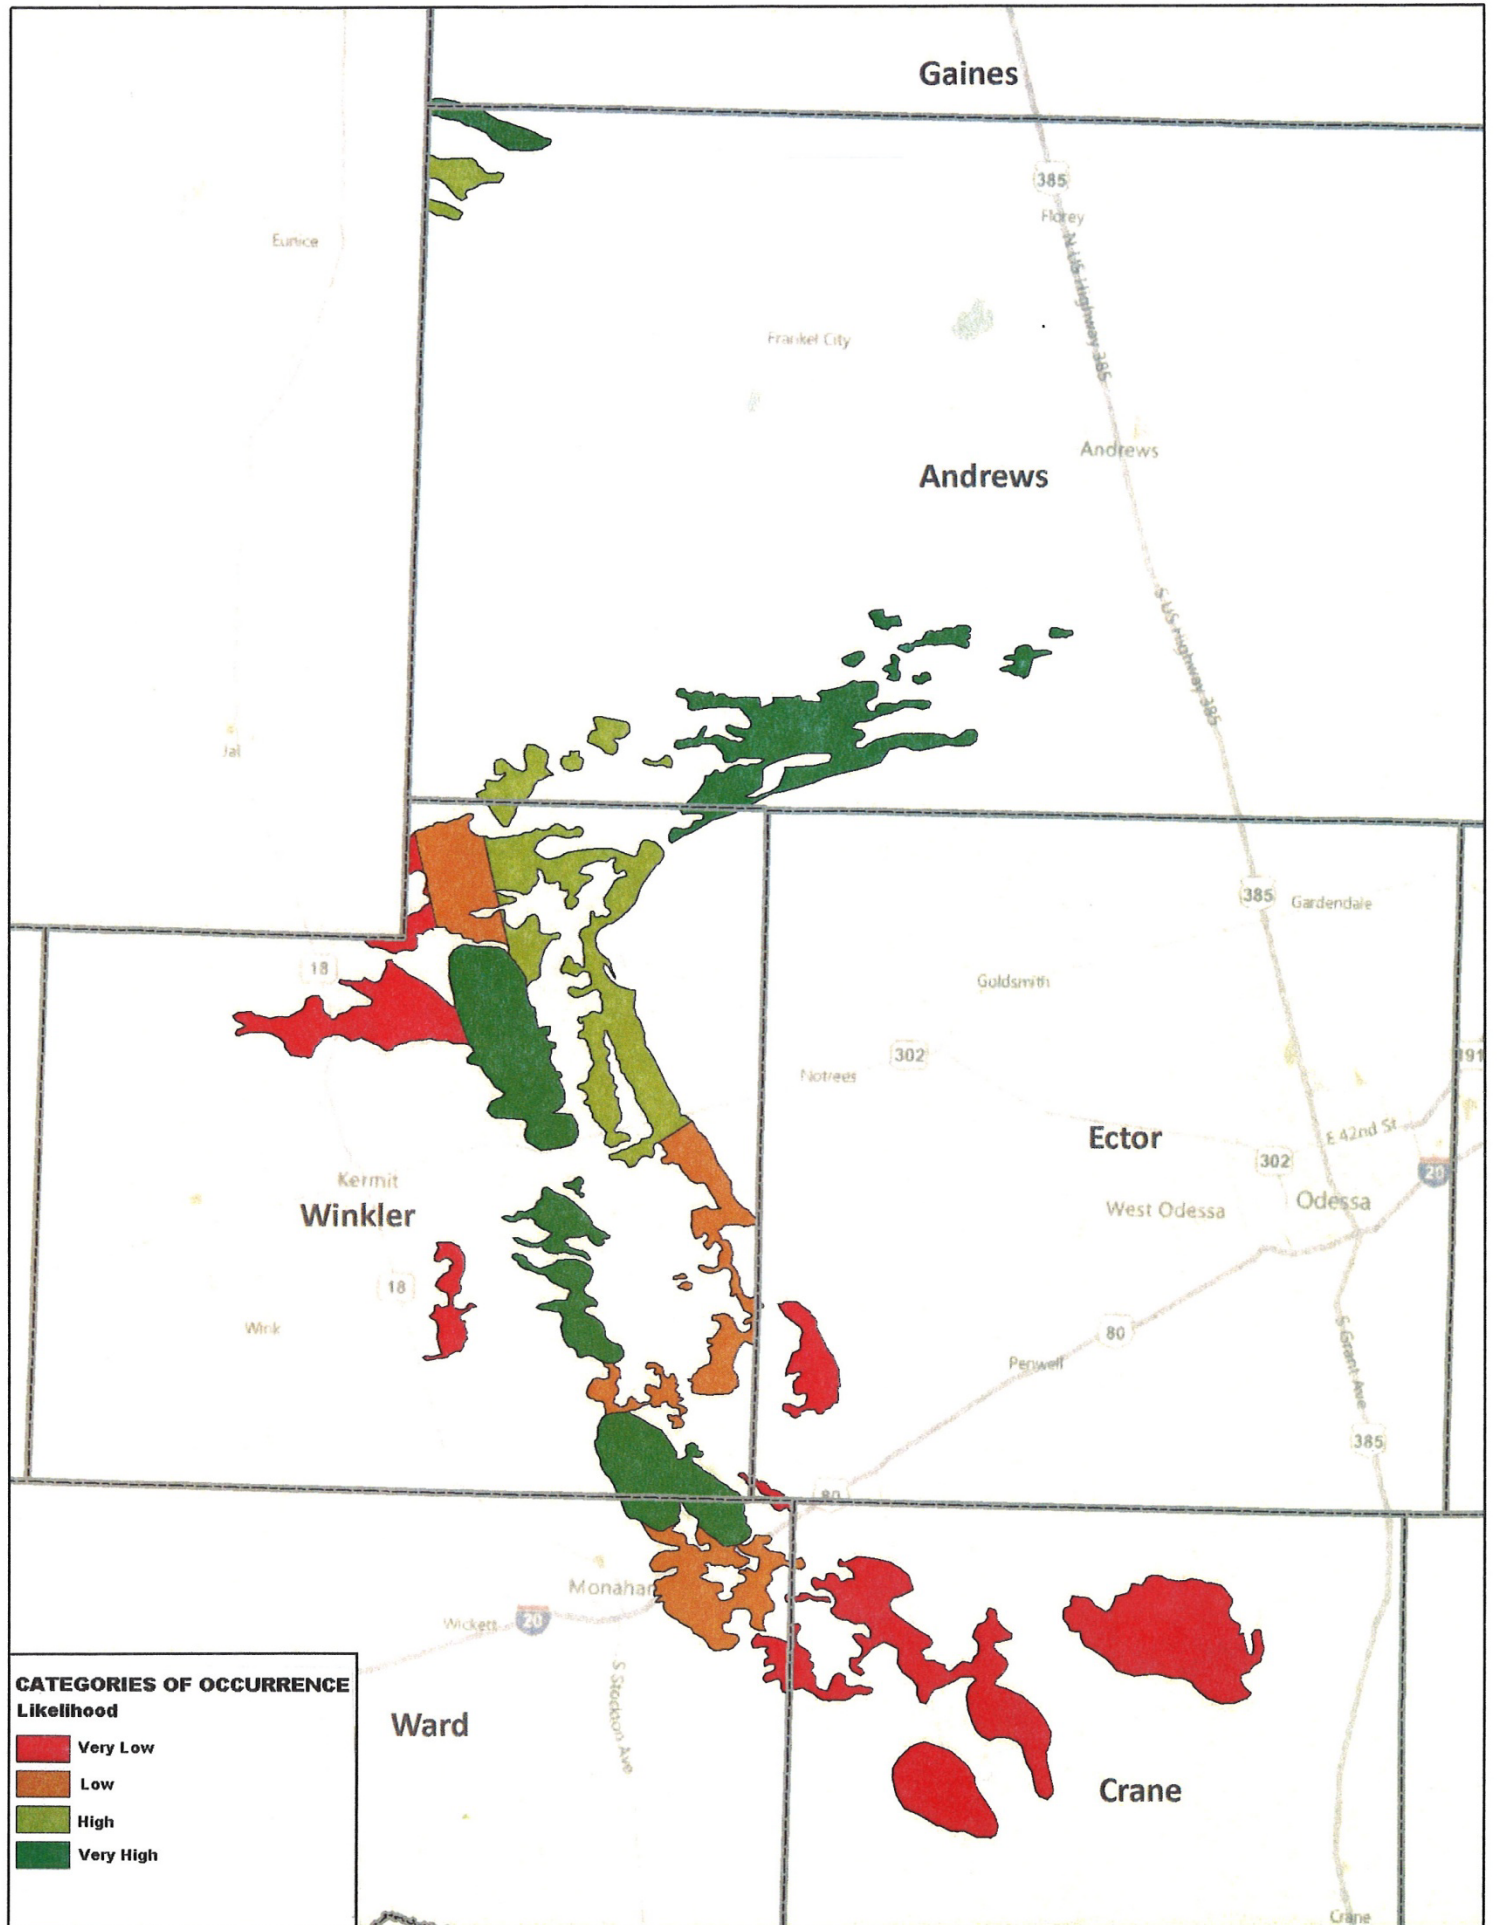 Gaines
385
Florey
Eunice
N US Highway 385
Frankel City
Andrews
Andrews
S US Highway 385
Jal
385
Gardendale
18
Goldsmith
302
191
Notrees
Ector
E 42nd St
302
20
Kermit
West Odessa
Odessa
Winkler
18
Wink
80
S Grant Ave
Penwell
385
80
Monahan
Wickett
20
S Stockton Ave
CATEGORIES OF OCCURRENCE
Likelihood
Very Low
Low
High
Very High
Ward
Crane
Crane